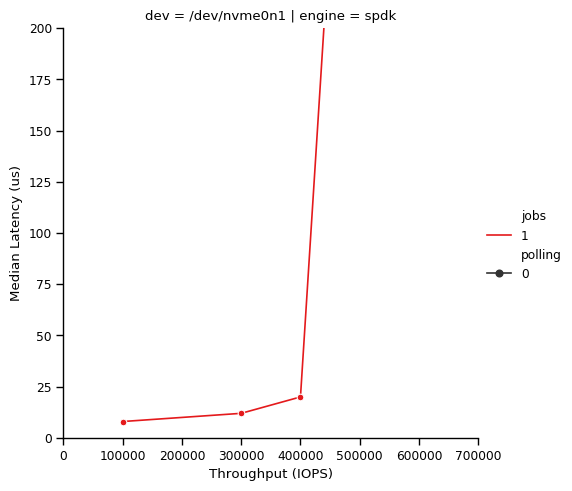 dev = /dev/nvme0n1 | engine = spdk
200
175
150
125
100
75
50
25
0
Median Latency (us)
0 100000 200000 300000 400000 500000 600000 700000
Throughput (IOPS)
jobs
1
polling
0